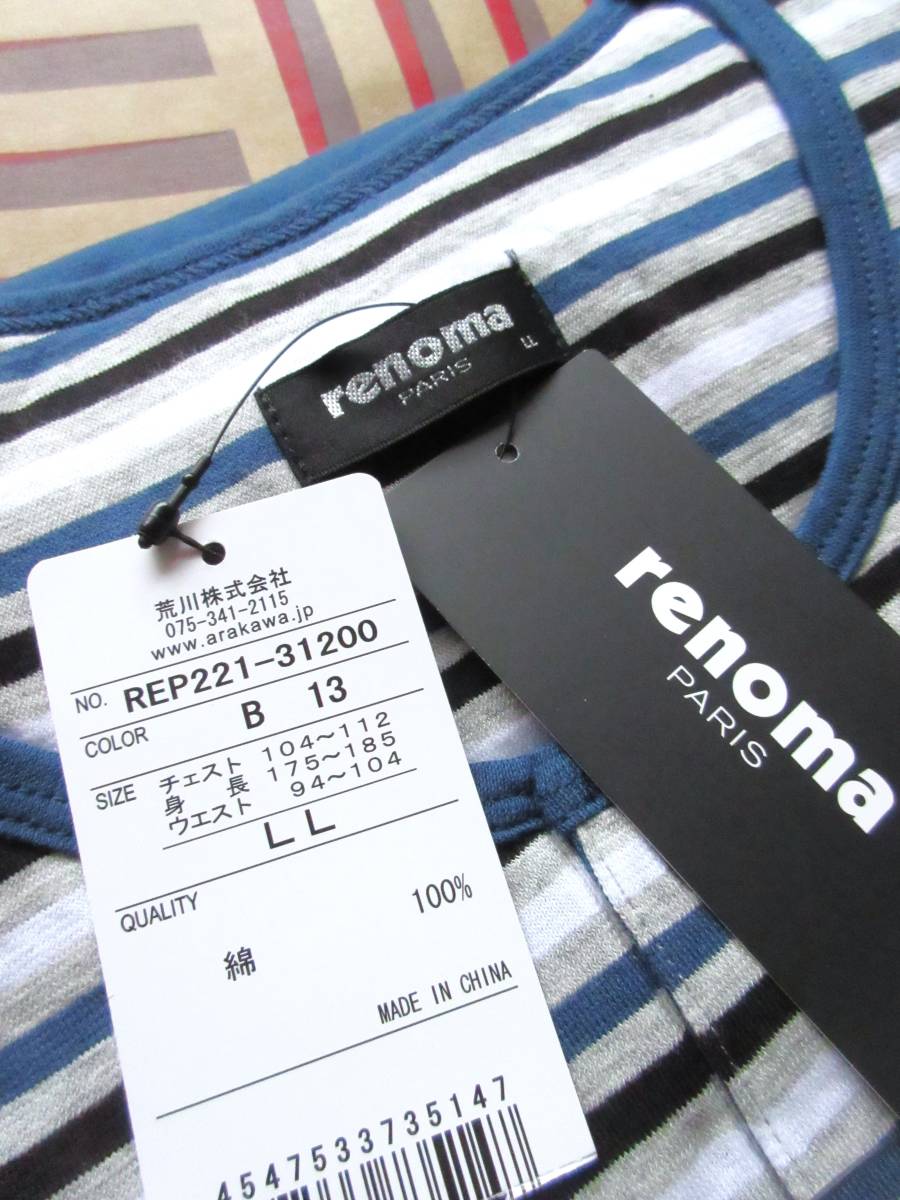 renoma
PARIS
LL
荒川株式会社
075-341-2115
www.arakawa.jp
NO. REP221-31200
COLOR B 13
SIZE チェスト 104～112
身長 175～185
ウエスト 94～104
LL
QUALITY 100%
綿
MADE IN CHINA
4547533735147
renoma
PARIS